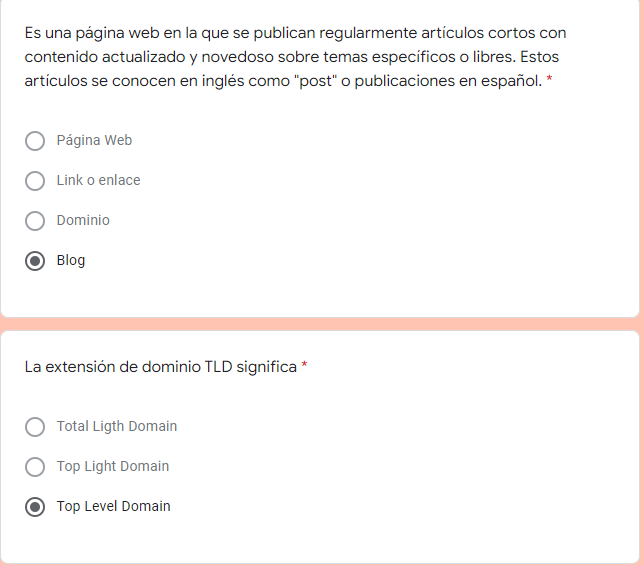 Es una página web en la que se publican regularmente artículos cortos con
contenido actualizado y novedoso sobre temas específicos o libres. Estos
artículos se conocen en inglés como "post" o publicaciones en español. *
Página Web
Link o enlace
Dominio
Blog
La extensión de dominio TLD significa *
Total Ligth Domain
Top Light Domain
Top Level Domain